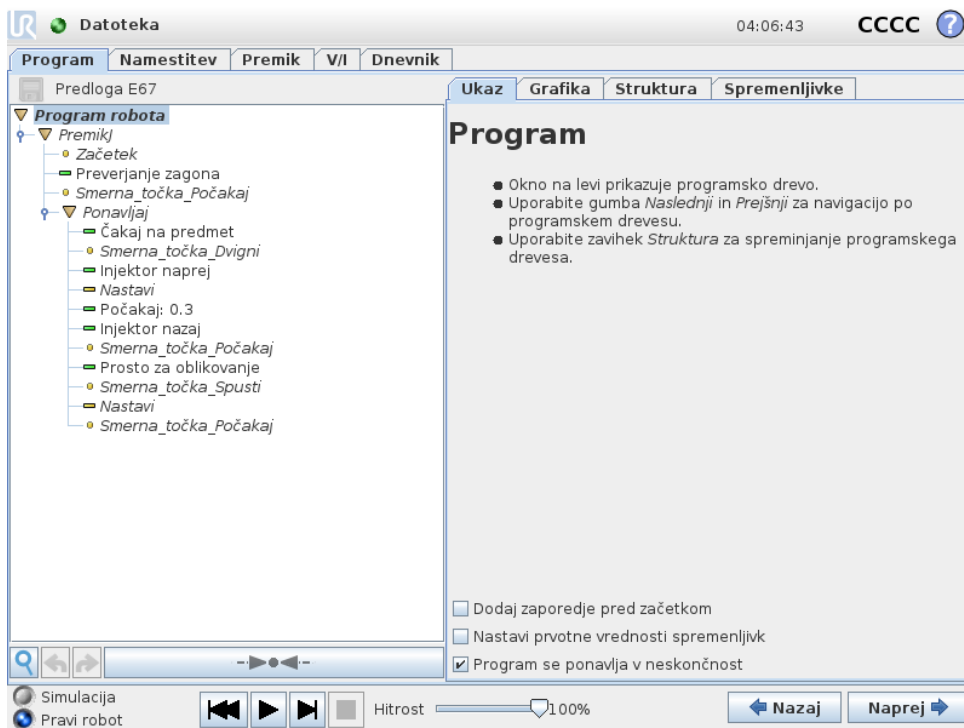 UR Datoteka 04:06:43 CCCC ?
Program Namestitev Premik V/I Dnevnik
Predloga E67
Ukaz Grafika Struktura Spremenljivke
Program robota
PremikJ
Začetek
Preverjanje zagona
Smerna_točka_Počakaj
Ponavljaj
Čakaj na predmet
Smerna_točka_Dvigni
Injektor naprej
Nastavi
Počakaj: 0.3
Injektor nazaj
Smerna_točka_Počakaj
Prosto za oblikovanje
Smerna_točka_Spusti
Nastavi
Smerna_točka_Počakaj
Program
Okno na levi prikazuje programsko drevo.
Uporabite gumba Naslednji in Prejšnji za navigacijo po
programskem drevesu.
Uporabite zavihek Struktura za spreminjanje programskega
drevesa.
Dodaj zaporedje pred začetkom
Nastavi prvotne vrednosti spremenljivk
Program se ponavlja v neskončnost
Simulacija
Pravi robot
Hitrost 100%
Nazaj Naprej